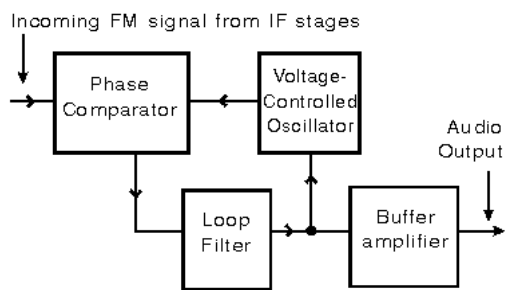 Incoming FM signal from IF stages
Phase
Comparator
Voltage-
Controlled
Oscillator
Audio
Output
Loop
Filter
Buffer
amplifier